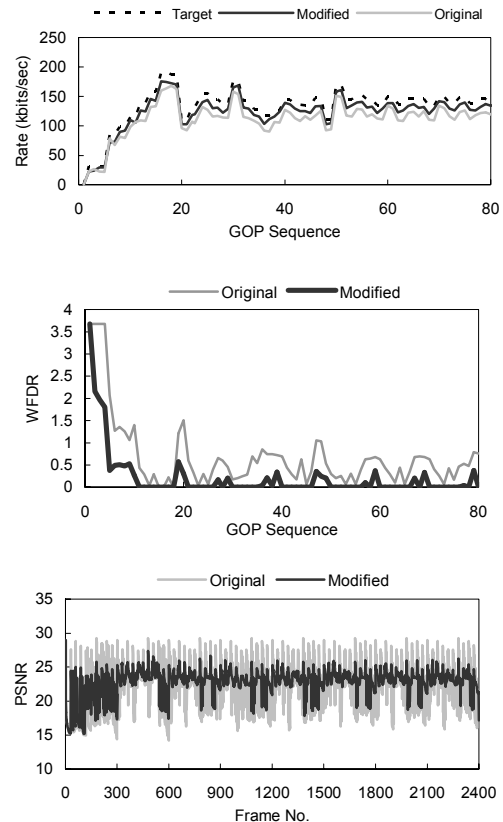 Target Modified Original
Rate (kbits/sec)
250
200
150
100
50
0
0 20 40 60 80
GOP Sequence
Original Modified
WFDR
4
3.5
3
2.5
2
1.5
1
0.5
0
0 20 40 60 80
GOP Sequence
Original Modified
PSNR
35
30
25
20
15
10
0 300 600 900 1200 1500 1800 2100 2400
Frame No.